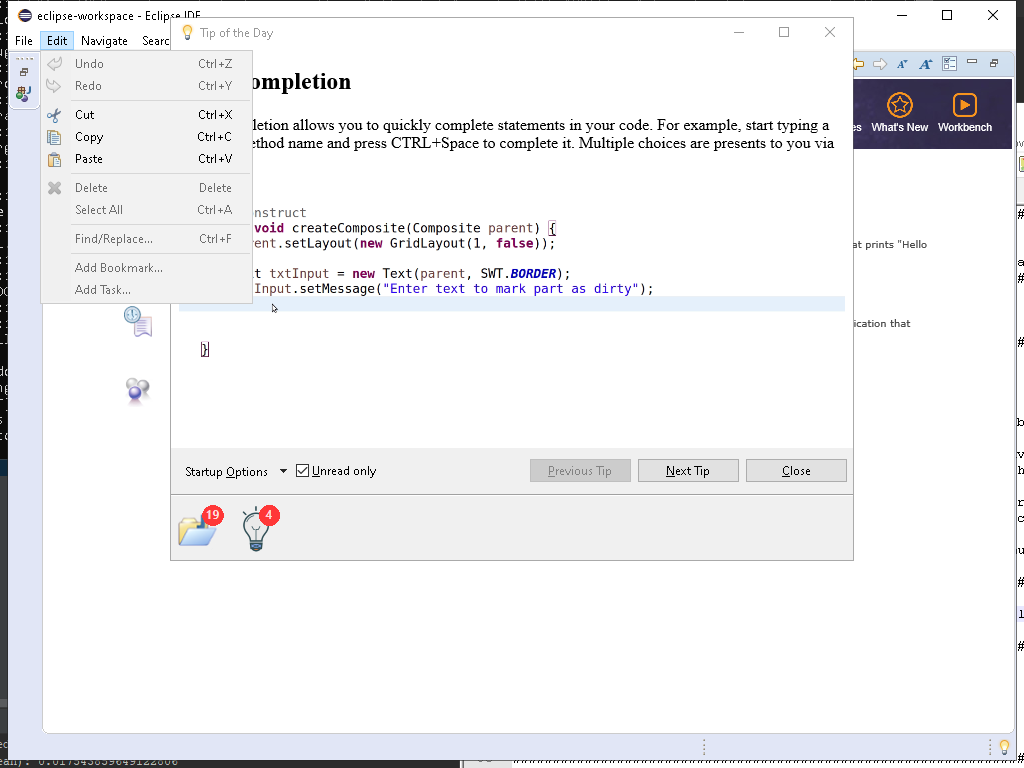 eclipse-workspace - Eclipse IDE
File Edit Navigate Searc
Tip of the Day
Undo Ctrl+Z
Redo Ctrl+Y
Cut Ctrl+X
Copy Ctrl+C
Paste Ctrl+V
Delete Delete
Select All Ctrl+A
Find/Replace... Ctrl+F
Add Bookmark...
Add Task...
ompletion
letion allows you to quickly complete statements in your code. For example, start typing a
ethod name and press CTRL+Space to complete it. Multiple choices are presents to you via
nstruct
void createComposite(Composite parent) {
ent.setLayout(new GridLayout(1, false));
t txtInput = new Text(parent, SWT.BORDER);
Input.setMessage("Enter text to mark part as dirty");
}
Startup Options
Unread only
Previous Tip
Next Tip
Close
19
4
es What's New Workbench
at prints "Hello
ication that
ean): 0.017543859649122806